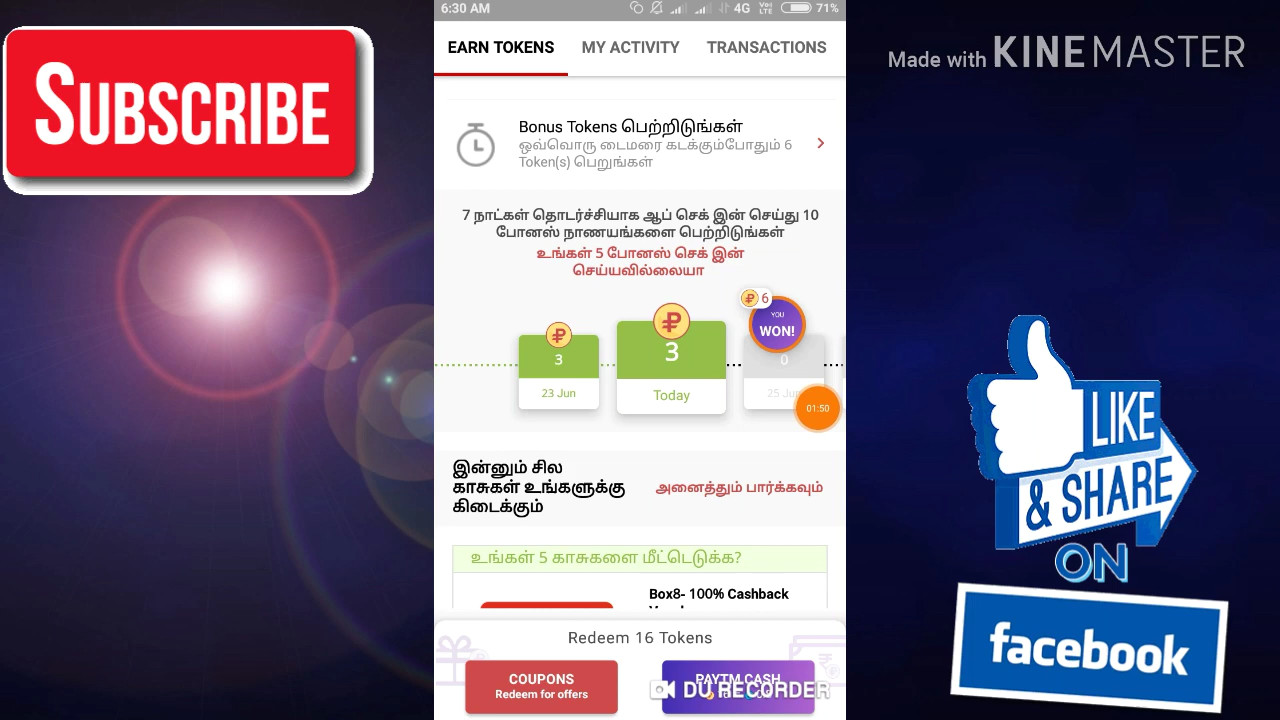 SUBSCRIBE
6:30 AM
4G
VoLTE
71%
EARN TOKENS
MY ACTIVITY
TRANSACTIONS
Made with KINEMASTER
Bonus Tokens பெற்றிடுங்கள்
ஒவ்வொரு டைமரை கடக்கும்போதும் 6
Token(s) பெறுங்கள்
7 நாட்கள் தொடர்ச்சியாக ஆப் செக் இன் செய்து 10
போனஸ் நாணயங்களை பெற்றிடுங்கள்
உங்கள் 5 போனஸ் செக் இன்
செய்யவில்லையா
3
23 Jun
3
Today
6
YOU
WON!
0
25 Jun
01:50
இன்னும் சில
காசுகள் உங்களுக்கு
கிடைக்கும்
அனைத்தும் பார்க்கவும்
உங்கள் 5 காசுகளை மீட்டெடுக்க?
Box8- 100% Cashback
Redeem 16 Tokens
COUPONS
Redeem for offers
PAYTM CASH
DU RECORDER
LIKE
& SHARE
ON
facebook